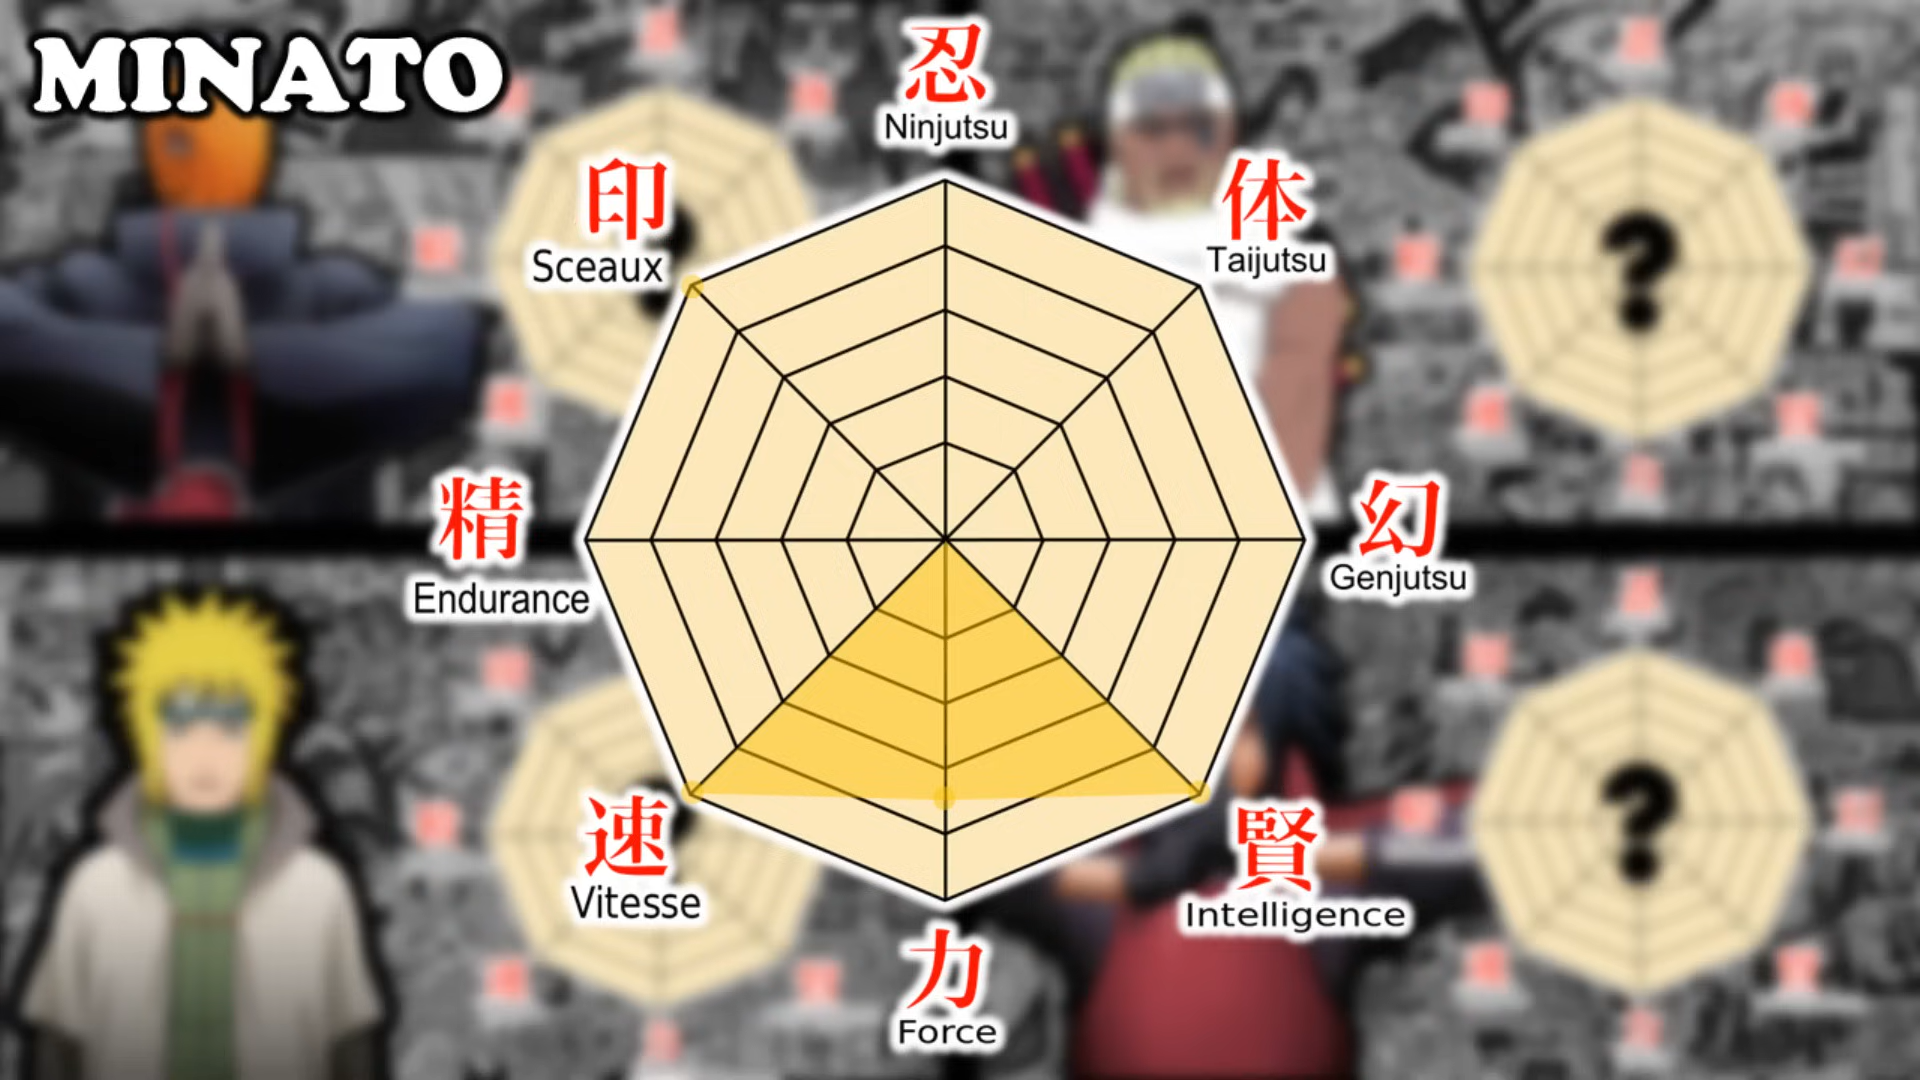 MINATO
忍
Ninjutsu
印
Sceaux
体
Taijutsu
精
Endurance
幻
Genjutsu
速
Vitesse
賢
Intelligence
力
Force
?
?